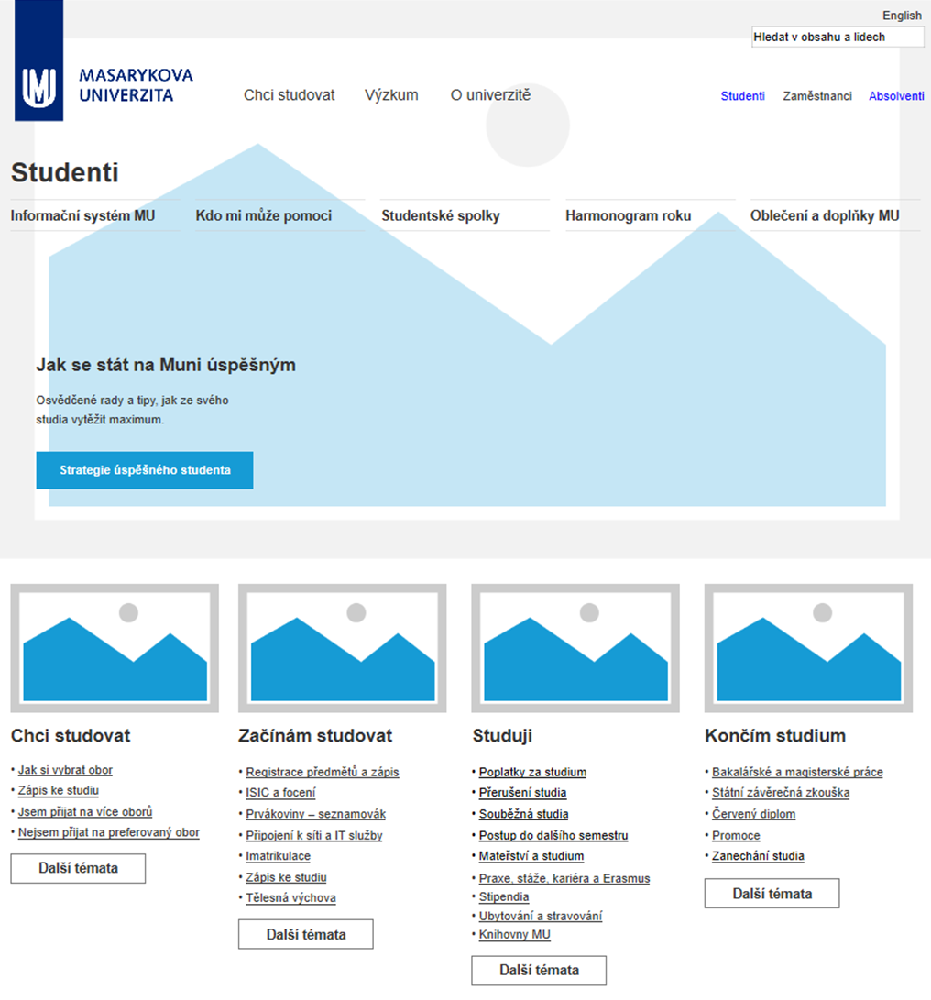 English
Hledat v obsahu a lidech
MASARYKOVA
UNIVERZITA
Chci studovat Výzkum O univerzitě
Studenti Zaměstnanci Absolventi
Studenti
Informační systém MU Kdo mi může pomoci Studentské spolky Harmonogram roku Oblečení a doplňky MU
Jak se stát na Muni úspěšným
Osvědčené rady a tipy, jak ze svého
studia vytěžit maximum.
Strategie úspěšného studenta
Chci studovat
• Jak si vybrat obor
• Zápis ke studiu
• Jsem přijat na více oborů
• Nejsem přijat na preferovaný obor
Další témata
Začínám studovat
• Registrace předmětů a zápis
• ISIC a focení
• Prvákoviny – seznamovák
• Připojení k síti a IT služby
• Imatrikulace
• Zápis ke studiu
• Tělesná výchova
Další témata
Studuji
• Poplatky za studium
• Přerušení studia
• Souběžná studia
• Postup do dalšího semestru
• Mateřství a studium
• Praxe, stáže, kariéra a Erasmus
• Stipendia
• Ubytování a stravování
• Knihovny MU
Další témata
Končím studium
• Bakalářské a magisterské práce
• Státní závěrečná zkouška
• Červený diplom
• Promoce
• Zanechání studia
Další témata